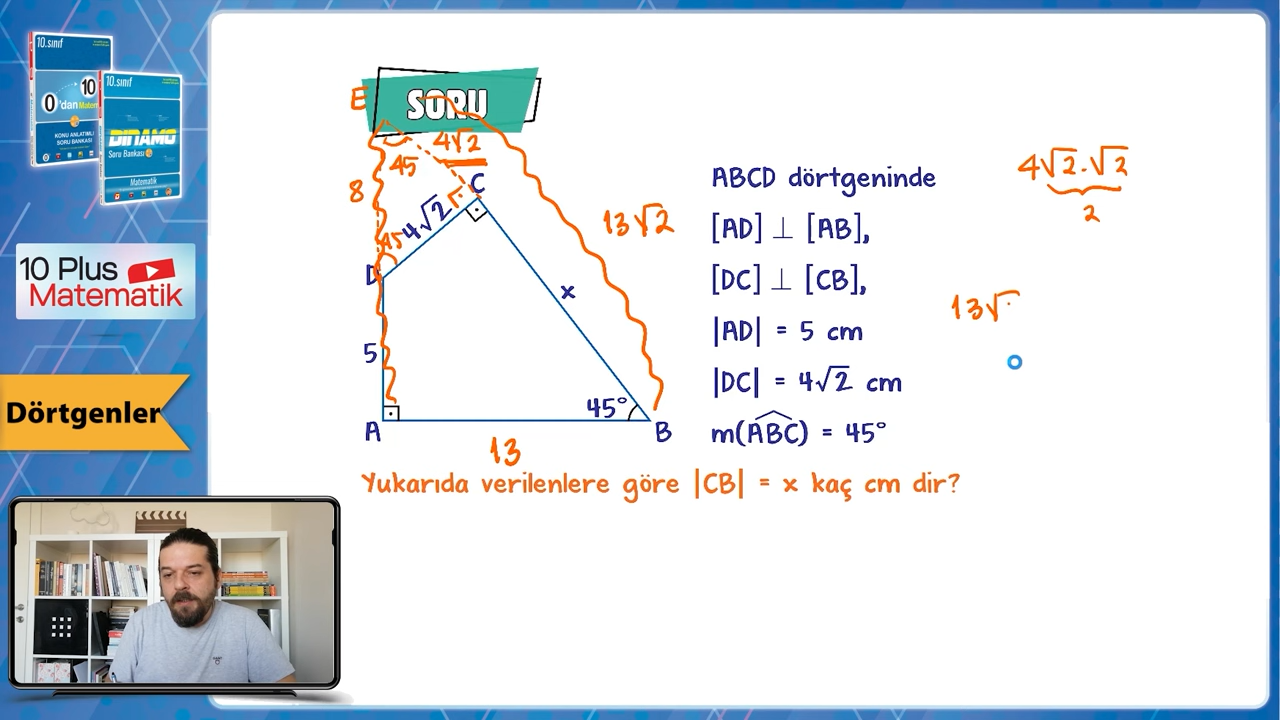 10.sınıf
0'dan
10
Matem
KONU ANLATIMLI
SORU BANKASI
10.sınıf
DINAMO
Soru Bankası
Matematik
10 Plus
Matematik
Dörtgenler
SORU
E
4√2
45
8
C
4√2
45
13√2
D
x
5
45°
A
B
13
ABCD dörtgeninde
[AD] ⊥ [AB],
[DC] ⊥ [CB],
|AD| = 5 cm
|DC| = 4√2 cm
m(ABC) = 45°
4√2.√2
2
13√
Yukarıda verilenlere göre |CB| = x kaç cm dir?